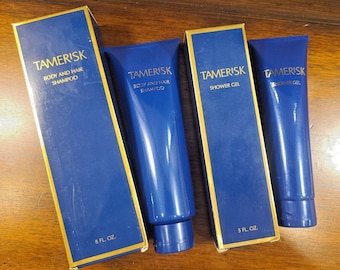 TAMERISK
BODY AND HAIR
SHAMPOO
8 FL. OZ.
TAMERISK
BODY AND HAIR
SHAMPOO
TAMERISK
SHOWER GEL
5 FL. OZ.
TAMERISK
SHOWER GEL